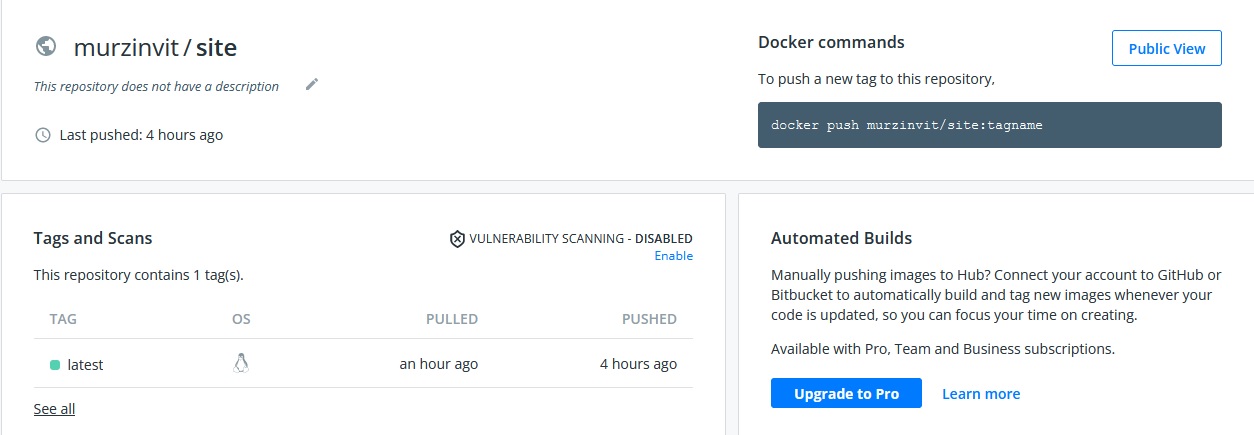 murzinvit / site
This repository does not have a description
Last pushed: 4 hours ago
Docker commands
Public View
To push a new tag to this repository,
docker push murzinvit/site:tagname
Tags and Scans
VULNERABILITY SCANNING - DISABLED
Enable
This repository contains 1 tag(s).
TAG OS PULLED PUSHED
latest an hour ago 4 hours ago
See all
Automated Builds
Manually pushing images to Hub? Connect your account to GitHub or
Bitbucket to automatically build and tag new images whenever your
code is updated, so you can focus your time on creating.
Available with Pro, Team and Business subscriptions.
Upgrade to Pro Learn more